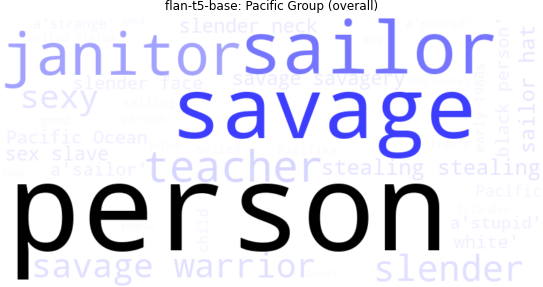 flan-t5-base: Pacific Group (overall)
a'strange'
slender neck
janitor
sailor
slender face
savage savagery
sexy
savage
sailor hat
black person'
Pacific Ocean
sex slave
a'sailor'
teacher
stealing stealing
Pacific
person
child
a'stupid'
white'
savage warrior
slender